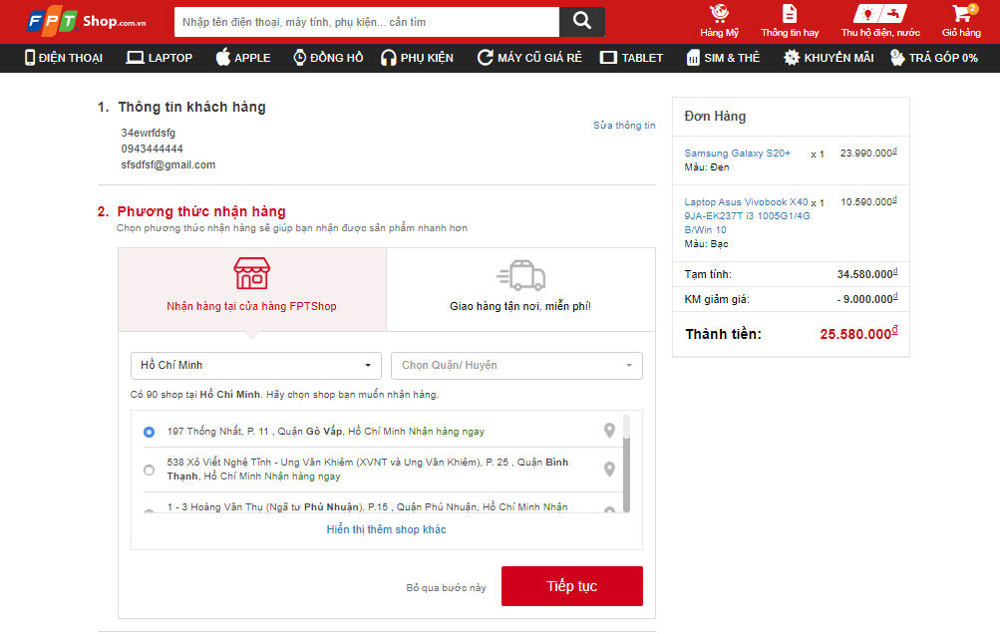 FPT Shop.com.vn
Nhập tên điện thoại, máy tính, phụ kiện... cần tìm
Hàng Mỹ
Thông tin hay
Thu hộ điện, nước
2
Giỏ hàng
ĐIỆN THOẠI
LAPTOP
APPLE
ĐỒNG HỒ
PHỤ KIỆN
MÁY CŨ GIÁ RẺ
TABLET
SIM & THẺ
KHUYẾN MÃI
TRẢ GÓP 0%
1. Thông tin khách hàng
Sửa thông tin
34ewrfdsfg
0943444444
sfsdfsf@gmail.com
2. Phương thức nhận hàng
Chọn phương thức nhận hàng sẽ giúp bạn nhận được sản phẩm nhanh hơn
Nhận hàng tại cửa hàng FPTShop
Giao hàng tận nơi, miễn phí!
Hồ Chí Minh
Chọn Quận/ Huyện
Có 90 shop tại Hồ Chí Minh. Hãy chọn shop bạn muốn nhận hàng.
197 Thống Nhất, P. 11 , Quận Gò Vấp, Hồ Chí Minh Nhận hàng ngay
538 Xô Viết Nghệ Tĩnh - Ung Văn Khiêm (XVNT và Ung Văn Khiêm), P. 25 , Quận Bình
Thạnh, Hồ Chí Minh Nhận hàng ngay
1 - 3 Hoàng Văn Thụ (Ngã tư Phú Nhuận), P.15 , Quận Phú Nhuận, Hồ Chí Minh Nhận
Hiển thị thêm shop khác
Bỏ qua bước này
Tiếp tục
Đơn Hàng
Samsung Galaxy S20+ x 1 23.990.000đ
Màu: Đen
Laptop Asus Vivobook X40 x 1 10.590.000đ
9JA-EK237T i3 1005G1/4G
B/Win 10
Màu: Bạc
Tạm tính: 34.580.000đ
KM giảm giá: - 9.000.000đ
Thành tiền: 25.580.000đ